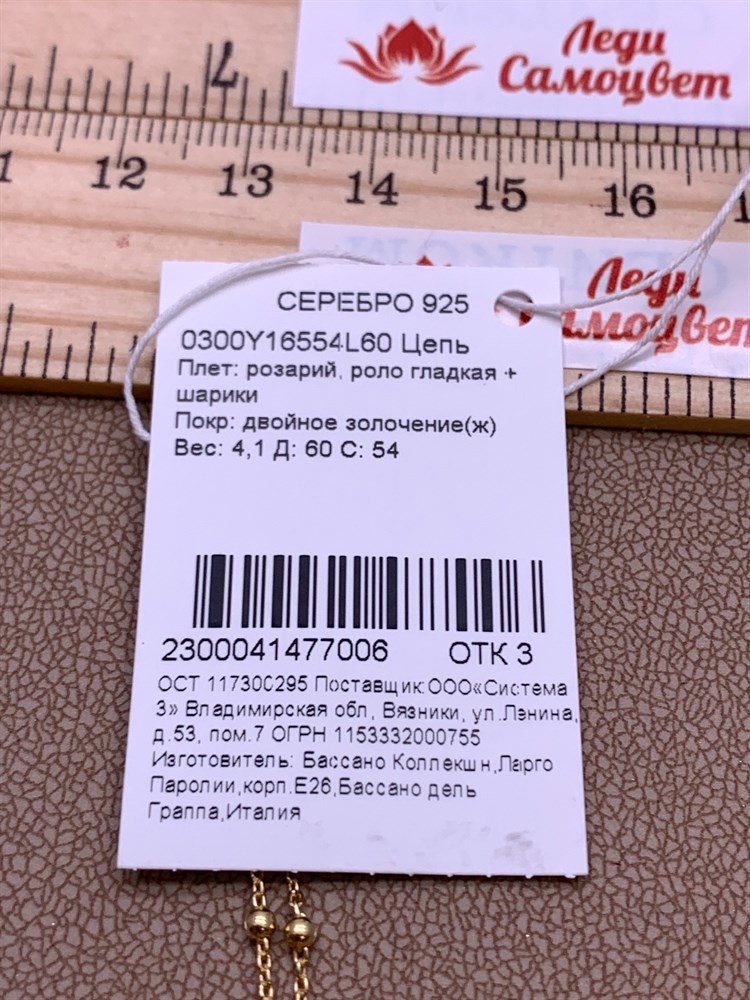 Леди
Самоцвет
7
12 13 14 15 16
Леди
СЕРЕБРО 925
0300Y16554L60 Цепь
Плет: розарий, роло гладкая +
шарики
Покр: двойное золочение(ж)
Вес: 4,1 Д: 60 С: 54
2300041477006 ОТК 3
ОСТ 117300295 Поставщик:ООО«Система
3» Владимирская обл, Вязники, ул.Ленина,
д.53, пом.7 ОГРН 1153332000755
Изготовитель: Бассано Коллекшн,Ларго
Паролии,корп.Е26,Бассано дель
Граппа,Италия